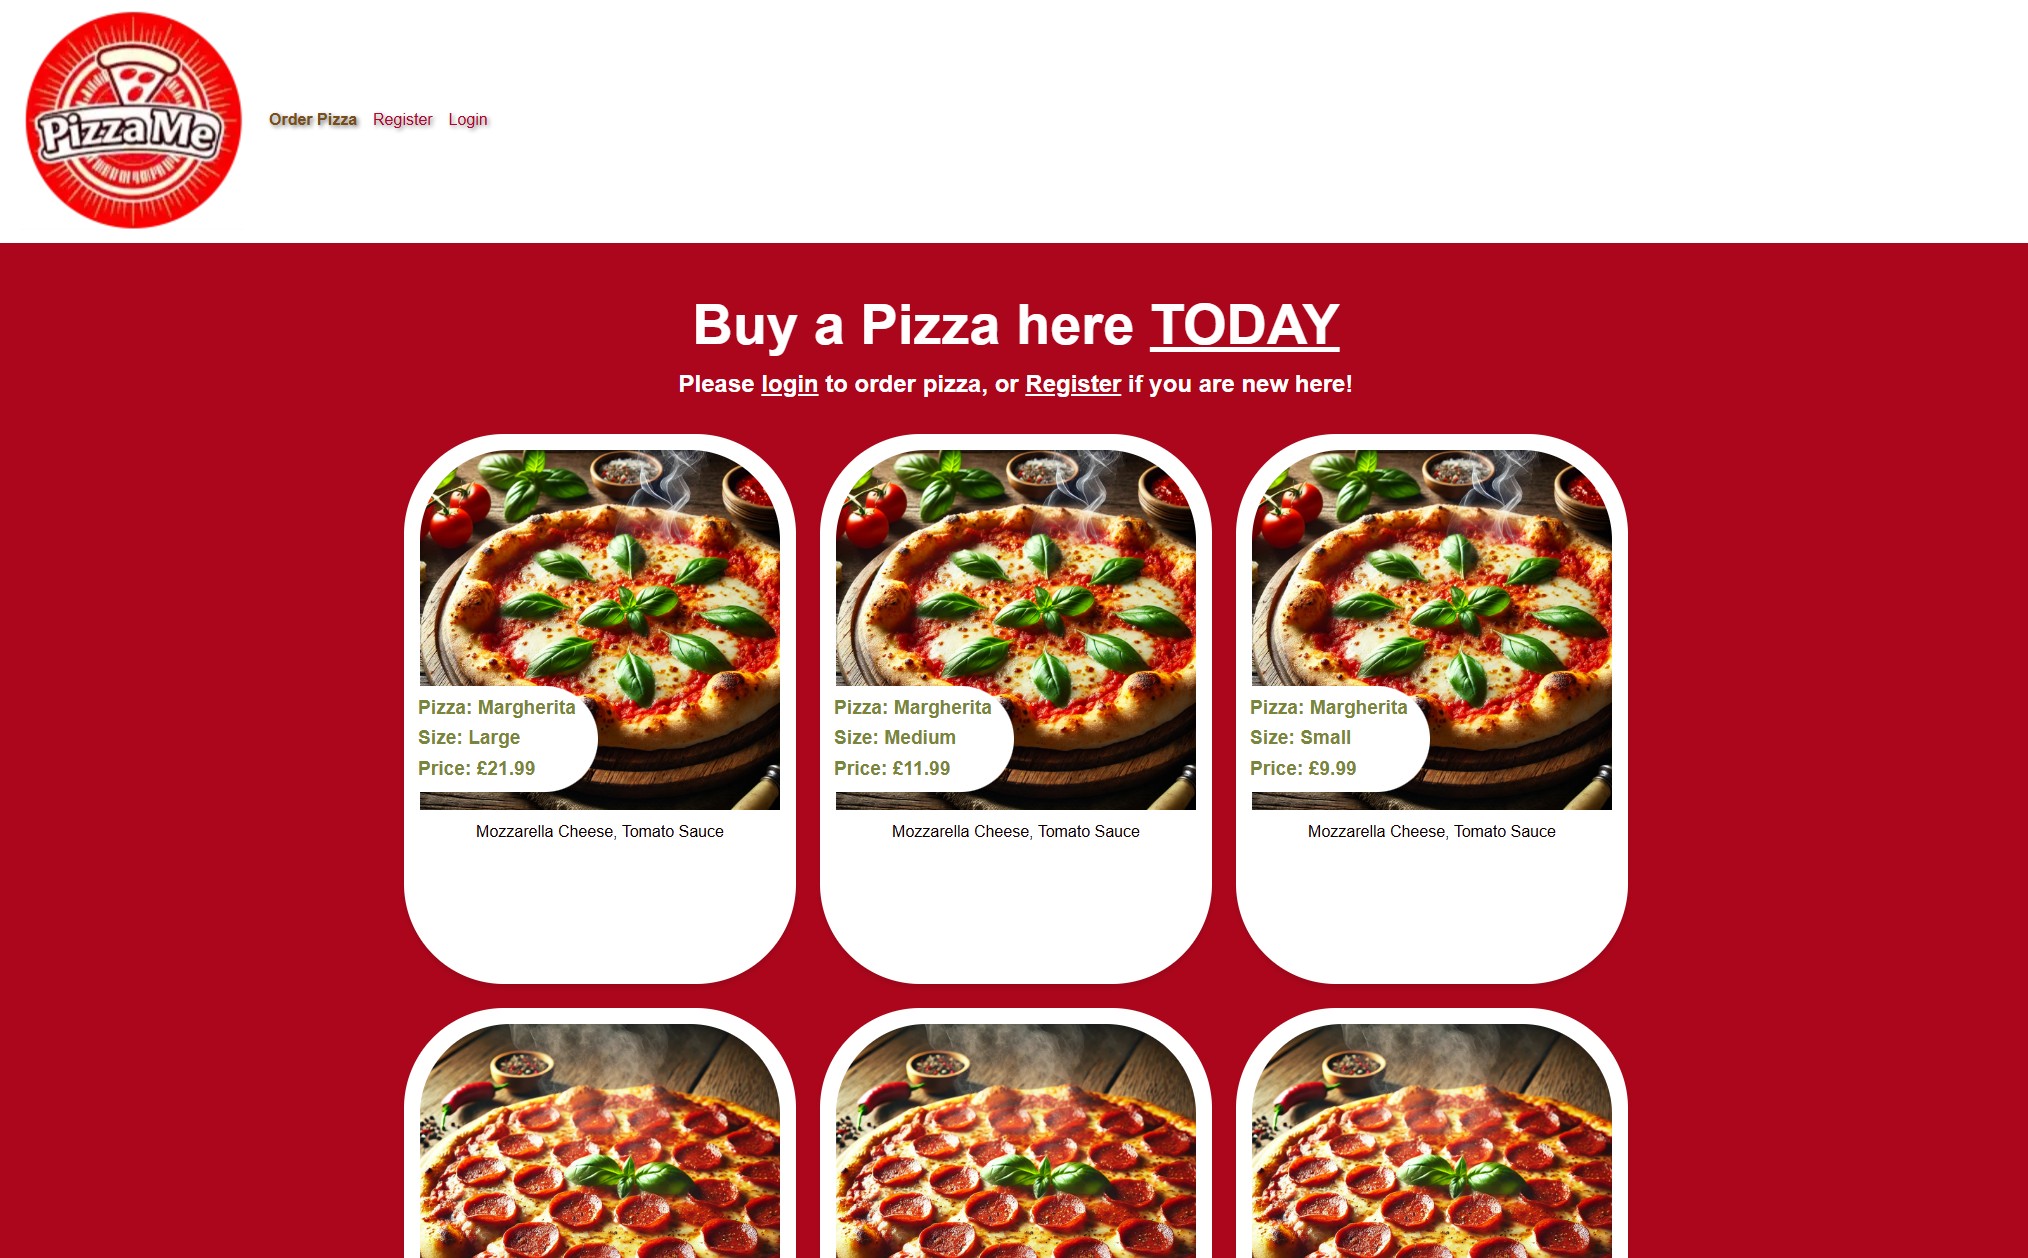 PizzaMe
Order Pizza Register Login
Buy a Pizza here TODAY
Please login to order pizza, or Register if you are new here!
Pizza: Margherita
Size: Large
Price: £21.99
Mozzarella Cheese, Tomato Sauce
Pizza: Margherita
Size: Medium
Price: £11.99
Mozzarella Cheese, Tomato Sauce
Pizza: Margherita
Size: Small
Price: £9.99
Mozzarella Cheese, Tomato Sauce